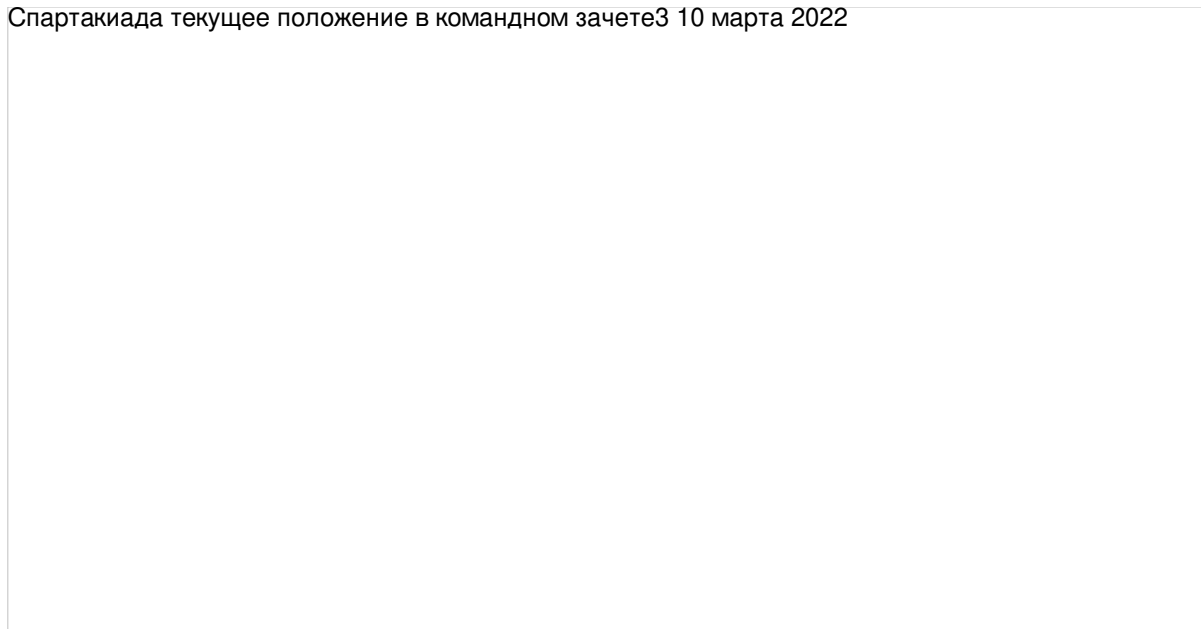 Спартакиада текущее положение в командном зачете3 10 марта 2022